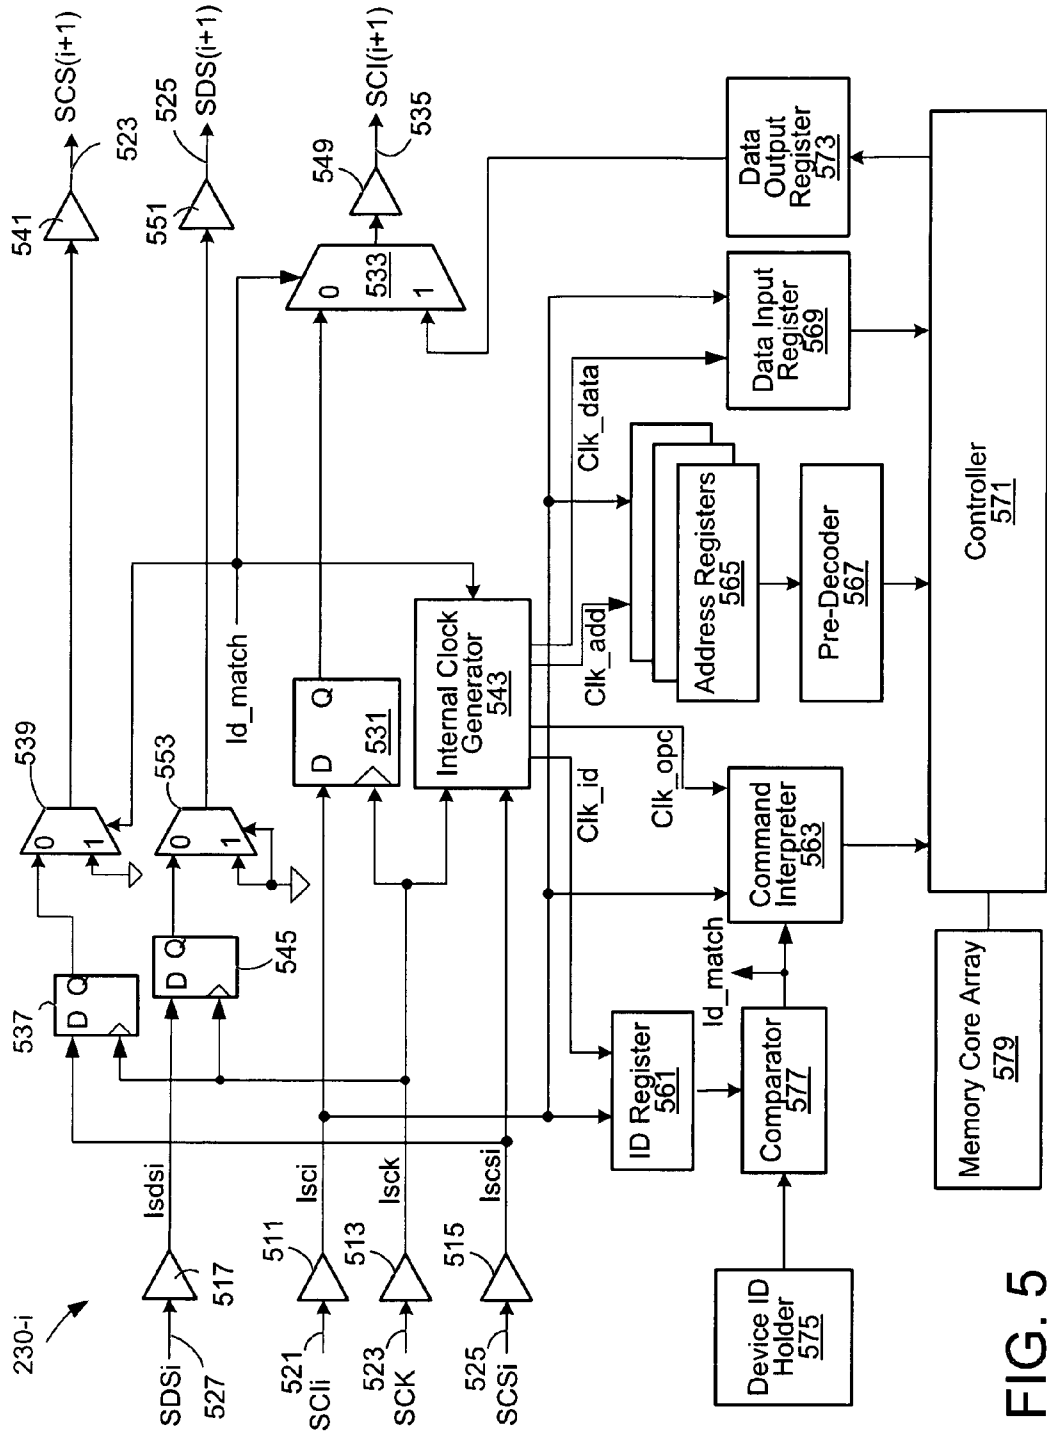 230-i
SDSi
527
517
Isdsi
537
D Q
545
D Q
539
0
1
553
0
1
541
523
SCS(i+1)
551
525
SDS(i+1)
SCIi
521
511
Isci
SCK
523
513
Isck
SCSi
525
515
Iscsi
Id_match
D Q
531
0
533
1
549
535
SCI(i+1)
Internal Clock
Generator
543
Clk_id
Clk_opc
Clk_add
Clk_data
ID Register
561
Id_match
Device ID
Holder
575
Comparator
577
Command
Interpreter
563
Address Registers
565
Pre-Decoder
567
Data Input
Register
569
Data
Output
Register
573
Memory Core Array
579
Controller
571
FIG. 5